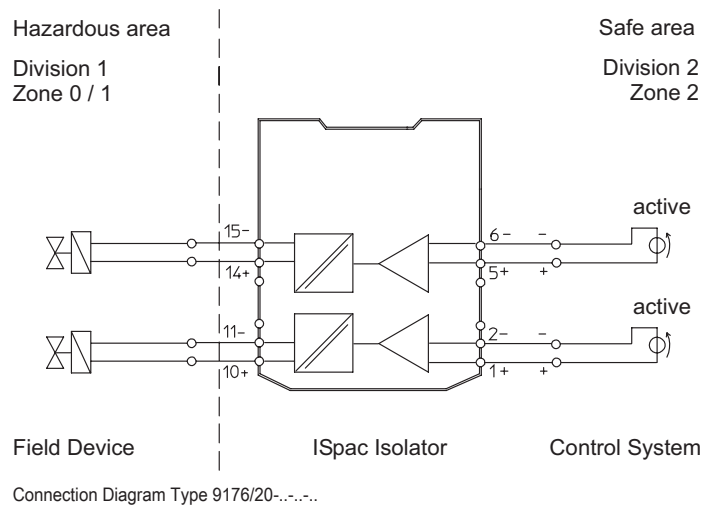 Hazardous area
Safe area
Division 1
Zone 0 / 1
Division 2
Zone 2
active
15-
6 - -
14+
5+ +
active
11-
2- -
10+
1+ +
Field Device
ISpac Isolator
Control System
Connection Diagram Type 9176/20-..-..-..